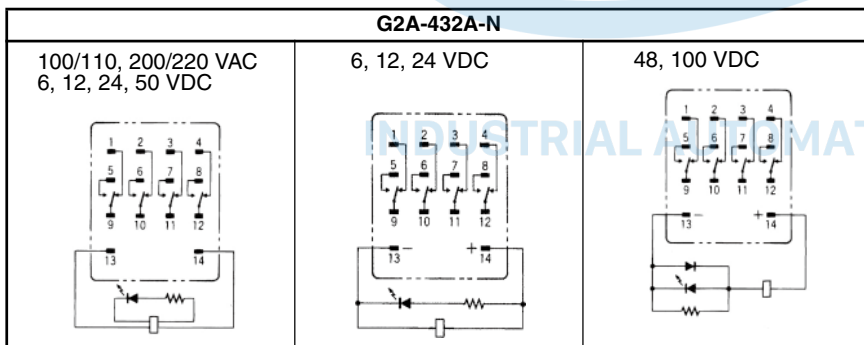 G2A-432A-N
100/110, 200/220 VAC
6, 12, 24, 50 VDC
1 2 3 4
5 6 7 8
9 10 11 12
13 14
6, 12, 24 VDC
1 2 3 4
5 6 7 8
9 10 11 12
− +
13 14
48, 100 VDC
1 2 3 4
5 6 7 8
9 10 11 12
− +
13 14
INDUSTRIAL AUTOMAT